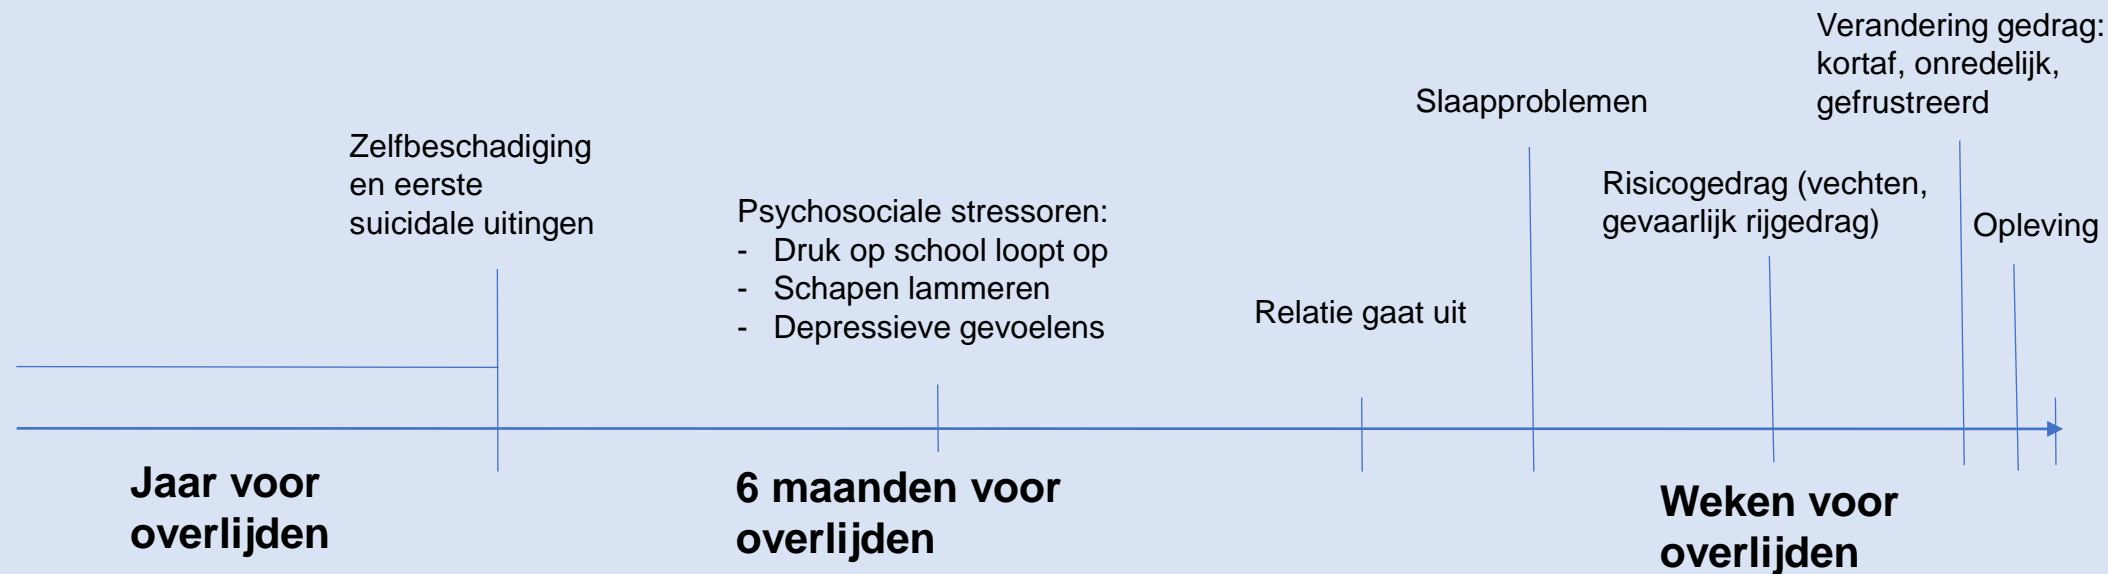 Zelfbeschadiging
en eerste
suicidale uitingen
Psychosociale stressoren:
- Druk op school loopt op
- Schapen lammeren
- Depressieve gevoelens
Relatie gaat uit
Slaapproblemen
Risicogedrag (vechten,
gevaarlijk rijgedrag)
Verandering gedrag:
kortaf, onredelijk,
gefrustreerd
Opleving
Jaar voor
overlijden
6 maanden voor
overlijden
Weken voor
overlijden